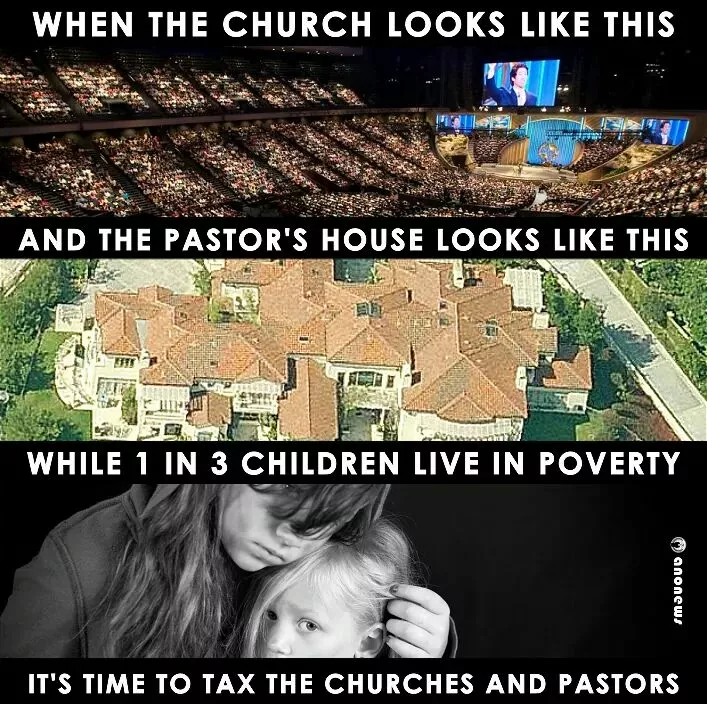 WHEN THE CHURCH LOOKS LIKE THIS
AND THE PASTOR'S HOUSE LOOKS LIKE THIS
WHILE 1 IN 3 CHILDREN LIVE IN POVERTY
anonews
IT'S TIME TO TAX THE CHURCHES AND PASTORS